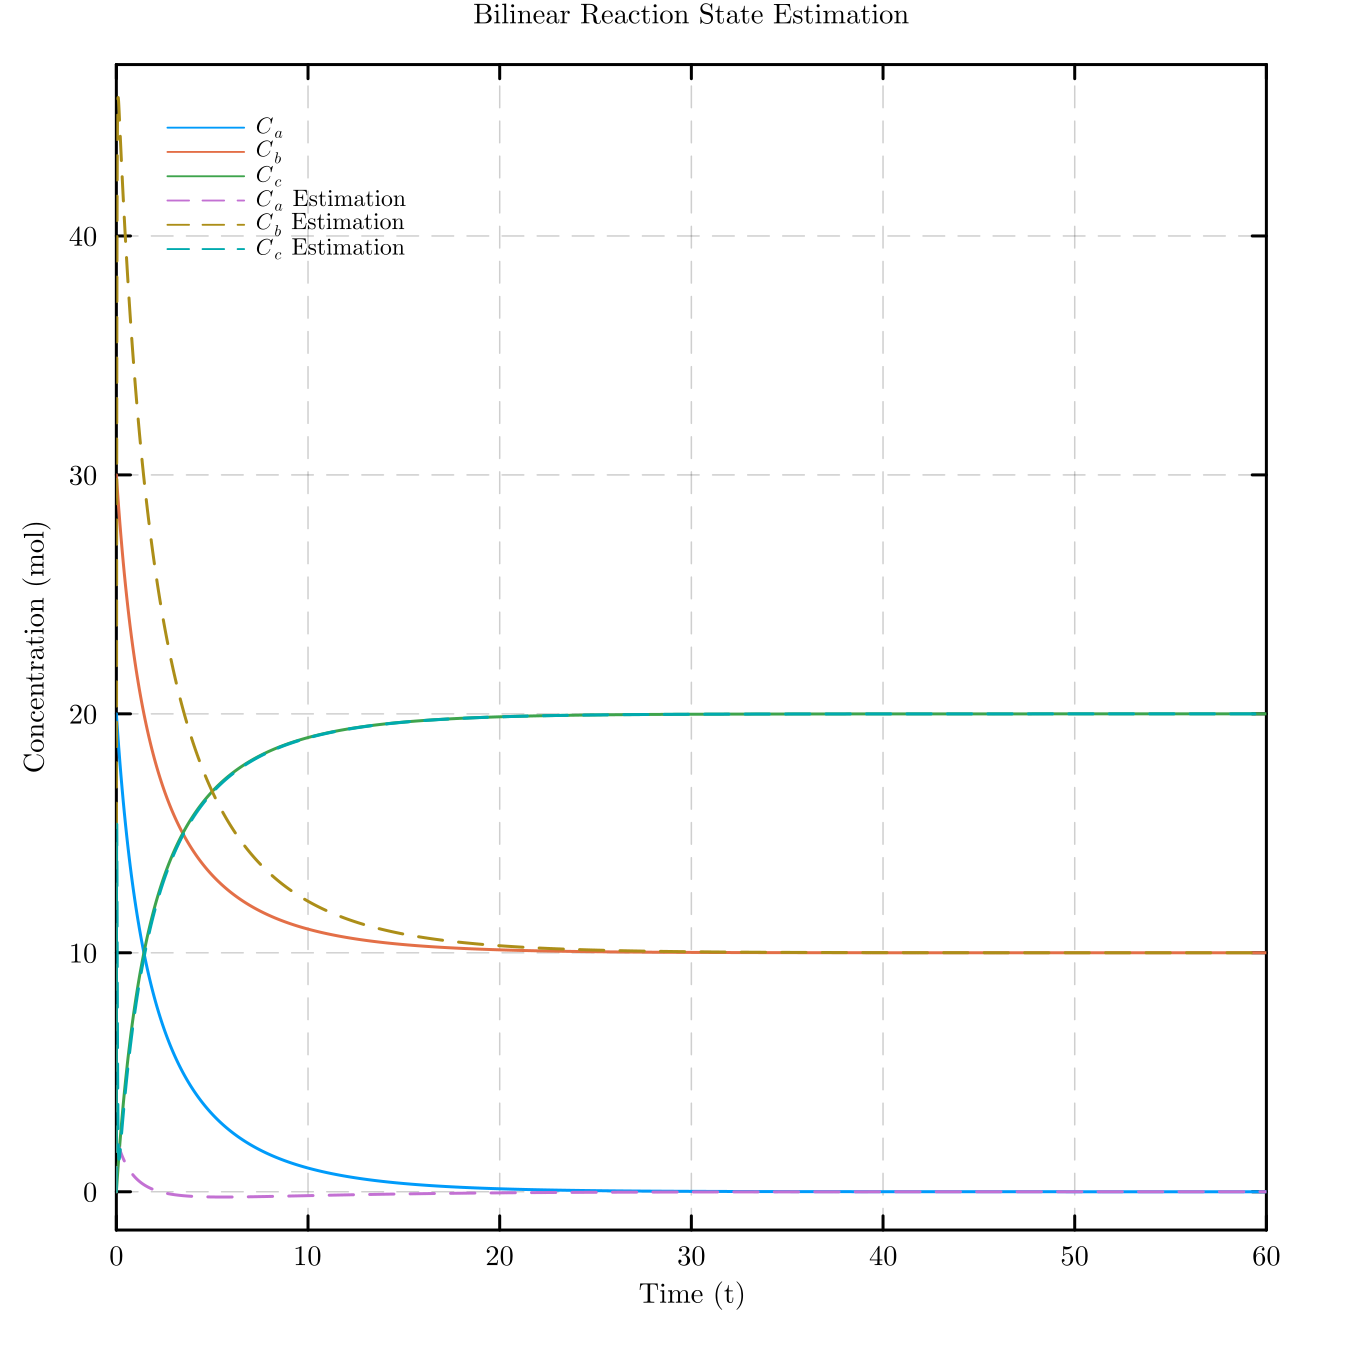 Bilinear Reaction State Estimation
C_a
C_b
C_c
C_a Estimation
C_b Estimation
C_c Estimation
40
30
20
10
0
Concentration (mol)
0 10 20 30 40 50 60
Time (t)